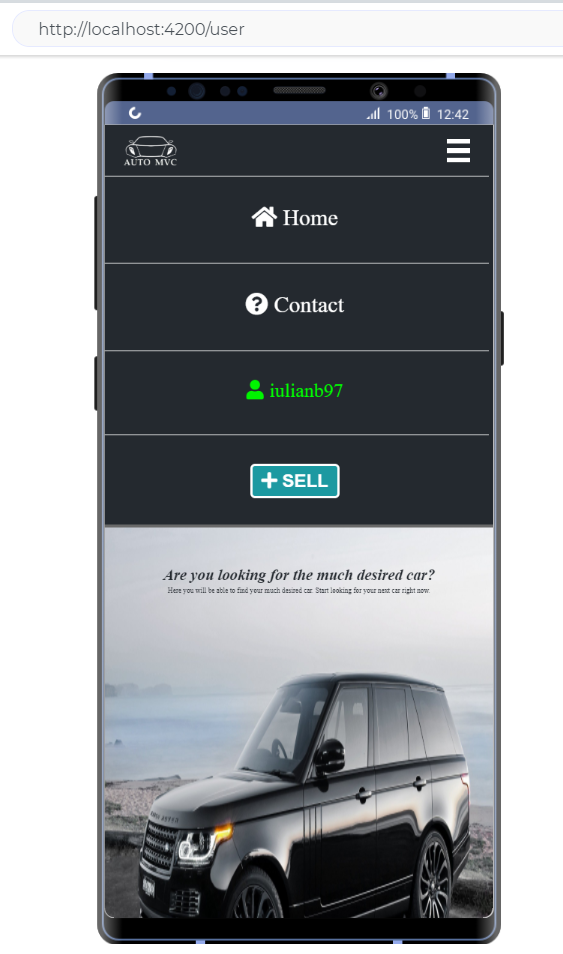 http://localhost:4200/user
100% 12:42
AUTO MVC
Home
Contact
iulianb97
SELL
Are you looking for the much desired car?
Here you will be able to find your much desired car. Start looking for your next car right now.